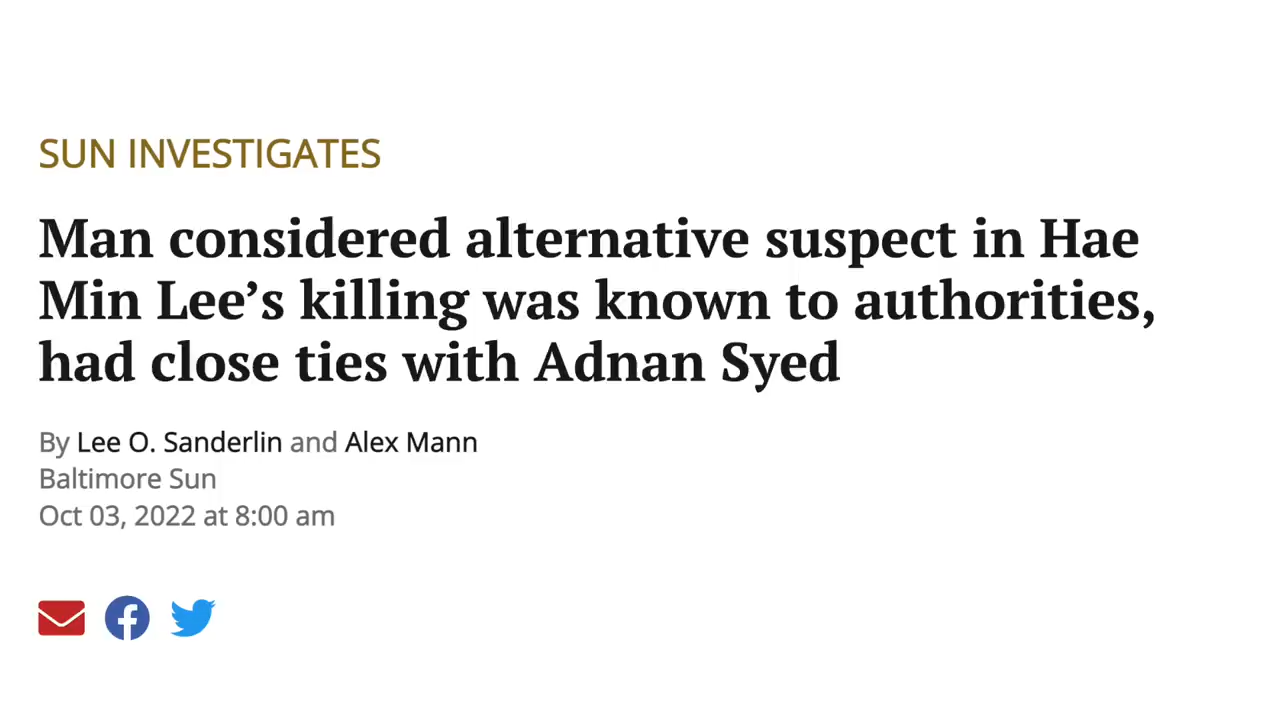 SUN INVESTIGATES
Man considered alternative suspect in Hae
Min Lee’s killing was known to authorities,
had close ties with Adnan Syed
By Lee O. Sanderlin and Alex Mann
Baltimore Sun
Oct 03, 2022 at 8:00 am